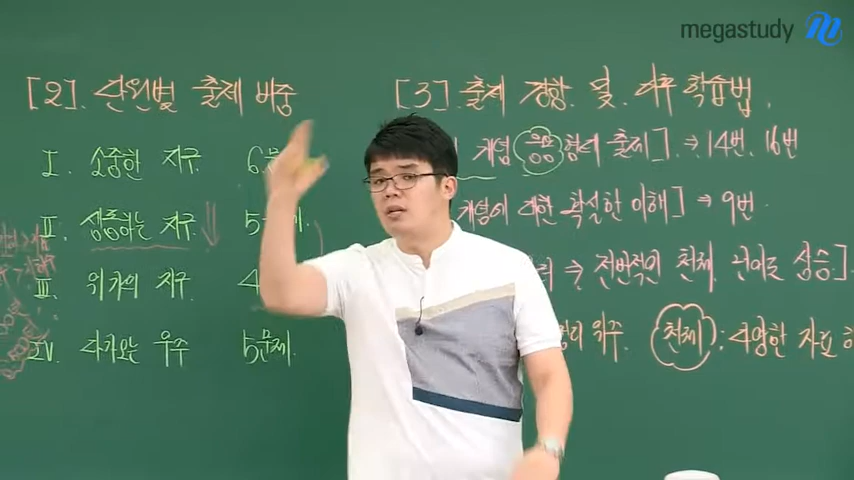 megastudy
[2]. 단원별 출제 비중
[3]. 출제 경향 및 추후 학습법.
I. 소중한 지구 6문
개념 응용 형태 출제] ⇒ 14번, 16번
II. 생동하는 지구 5문제.
개념에 대한 확실한 이해] ⇒ 9번.
III. 위기의 지구 4
⇒ 전반적인 천체 난이도 상승.]
IV. 다가오는 우주 5문제.
위주. 천체: 다양한 자료